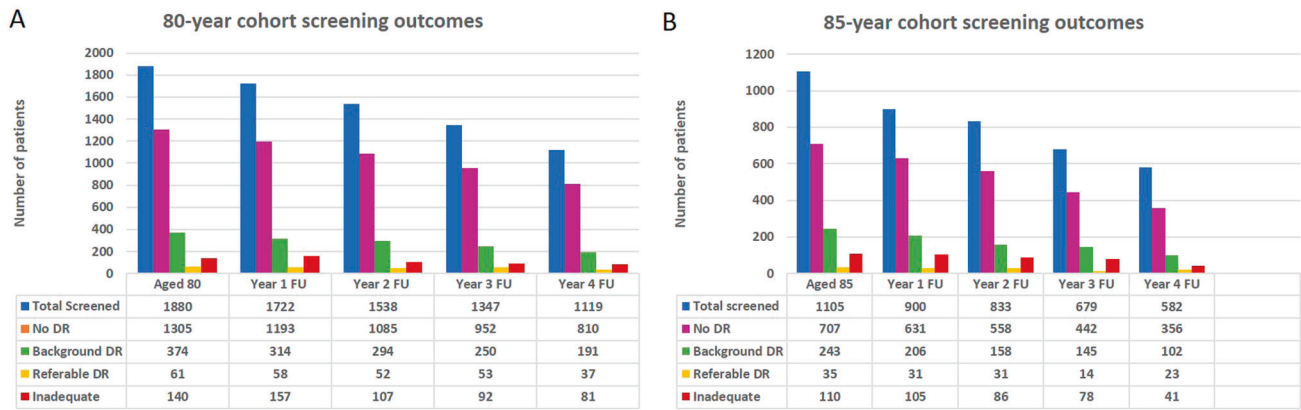 A
80-year cohort screening outcomes
Number of patients
2000
1800
1600
1400
1200
1000
800
600
400
200
0
Aged 80 Year 1 FU Year 2 FU Year 3 FU Year 4 FU
Total Screened 1880 1722 1538 1347 1119
No DR 1305 1193 1085 952 810
Background DR 374 314 294 250 191
Referable DR 61 58 52 53 37
Inadequate 140 157 107 92 81
B
85-year cohort screening outcomes
Number of patients
1200
1000
800
600
400
200
0
Aged 85 Year 1 FU Year 2 FU Year 3 FU Year 4 FU
Total screened 1105 900 833 679 582
No DR 707 631 558 442 356
Background DR 243 206 158 145 102
Referable DR 35 31 31 14 23
Inadequate 110 105 86 78 41